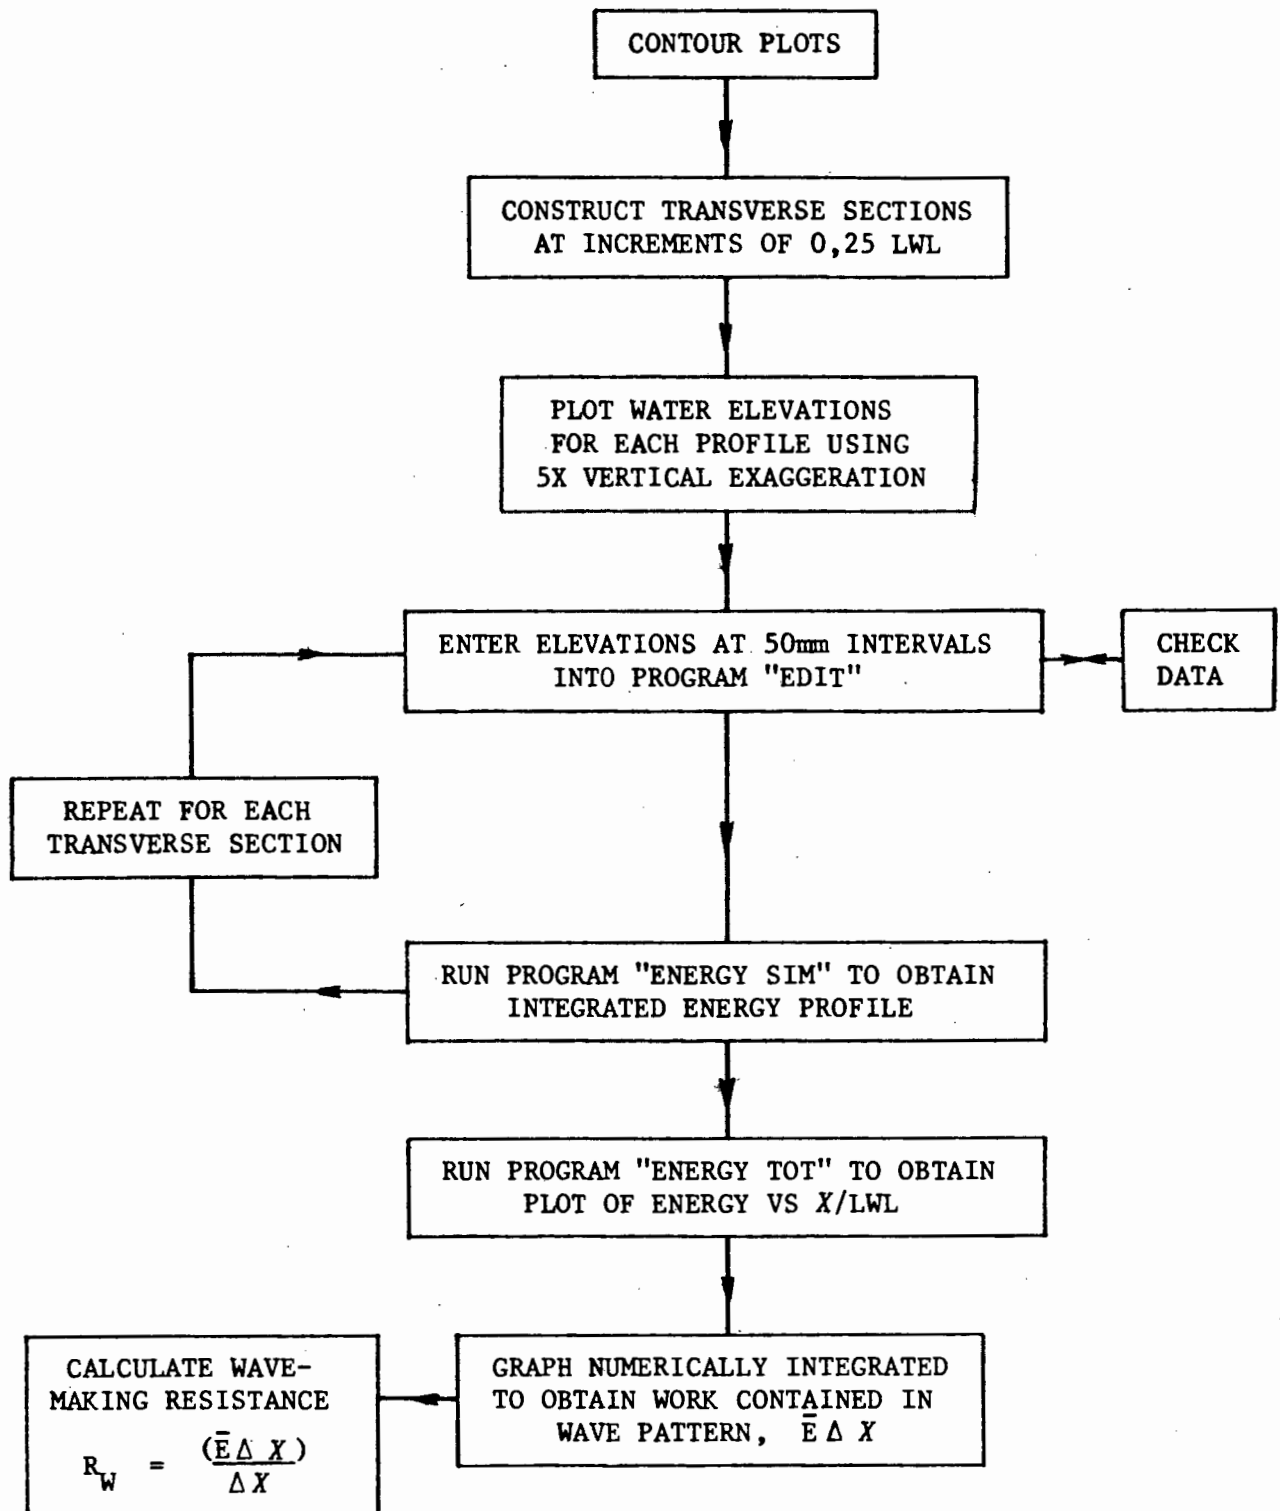 CONTOUR PLOTS
CONSTRUCT TRANSVERSE SECTIONS
AT INCREMENTS OF 0,25 LWL
PLOT WATER ELEVATIONS
FOR EACH PROFILE USING
5X VERTICAL EXAGGERATION
ENTER ELEVATIONS AT 50mm INTERVALS
INTO PROGRAM "EDIT"
CHECK
DATA
REPEAT FOR EACH
TRANSVERSE SECTION
RUN PROGRAM "ENERGY SIM" TO OBTAIN
INTEGRATED ENERGY PROFILE
RUN PROGRAM "ENERGY TOT" TO OBTAIN
PLOT OF ENERGY VS X/LWL
GRAPH NUMERICALLY INTEGRATED
TO OBTAIN WORK CONTAINED IN
WAVE PATTERN, Ē Δ X
CALCULATE WAVE-
MAKING RESISTANCE
R_W = (Ē Δ X) / Δ X